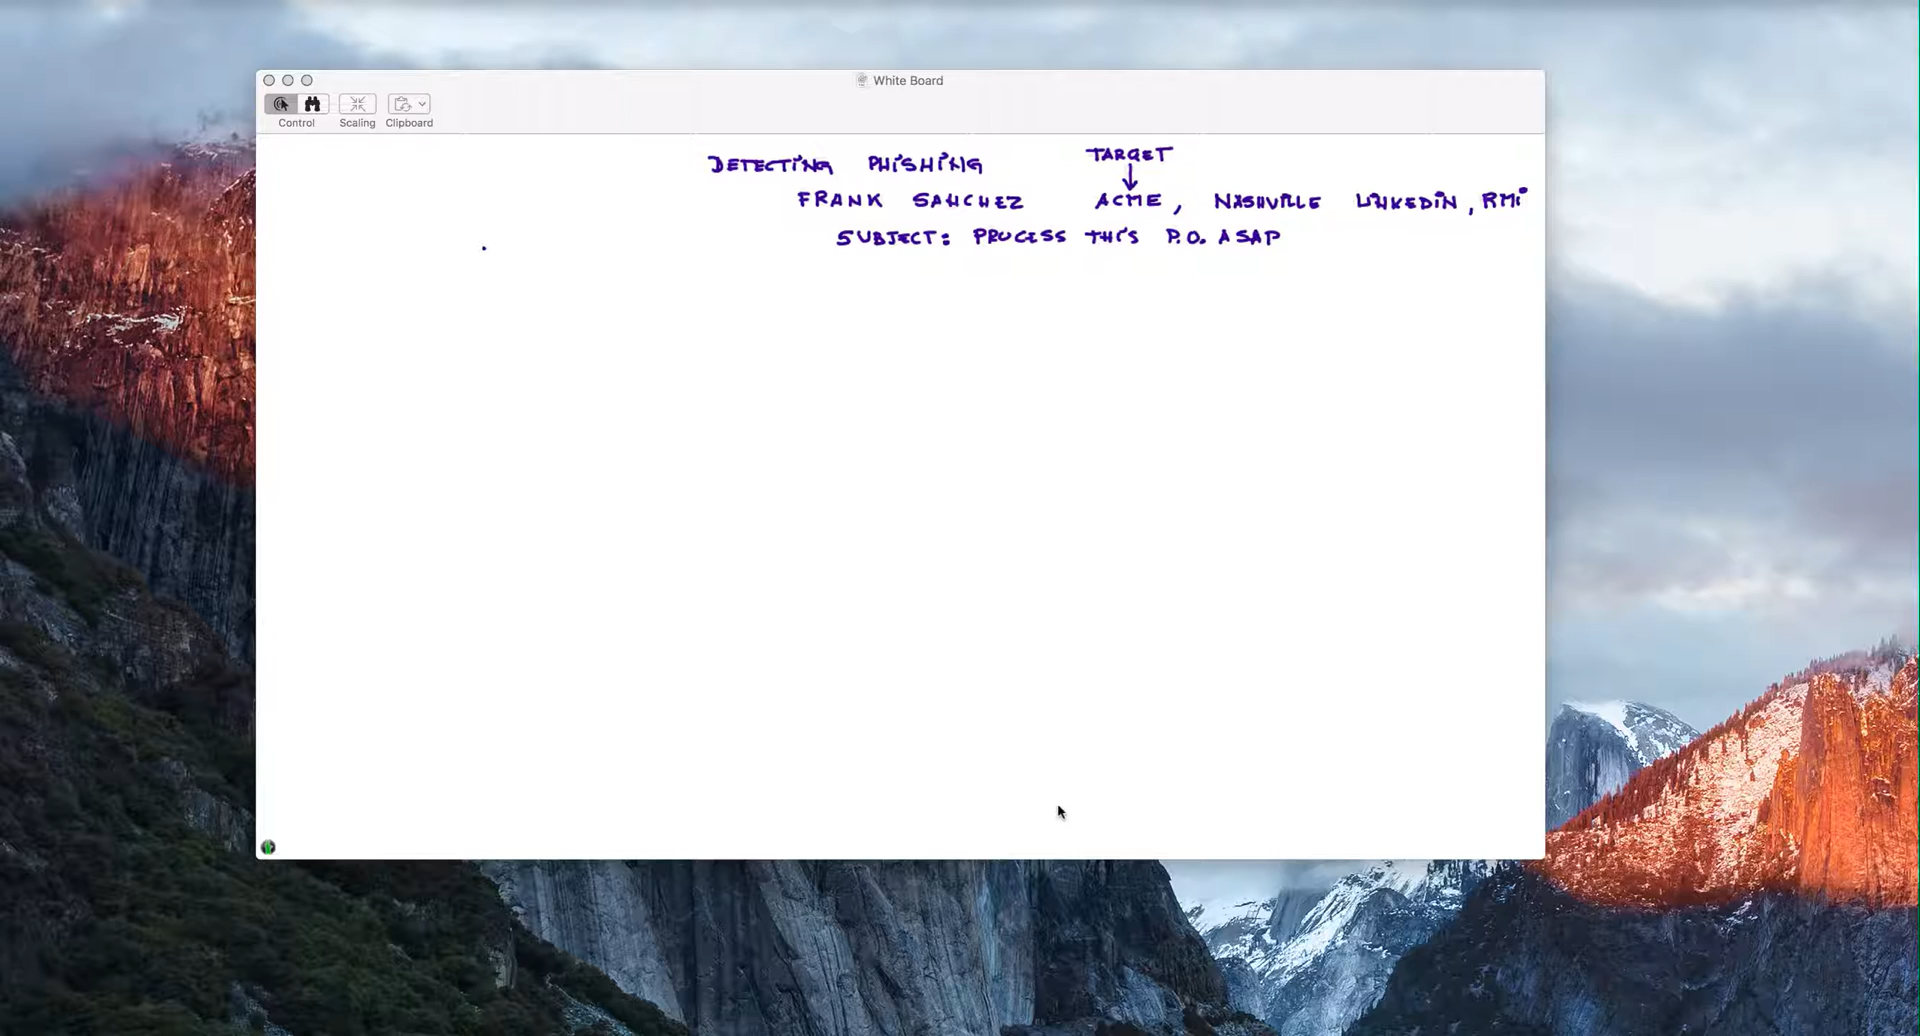 White Board
Control Scaling Clipboard
DETECTING PHISHING TARGET
FRANK SANCHEZ ACME, NASHVILLE LINKEDIN, RMI
SUBJECT: PROCESS THIS P.O. ASAP